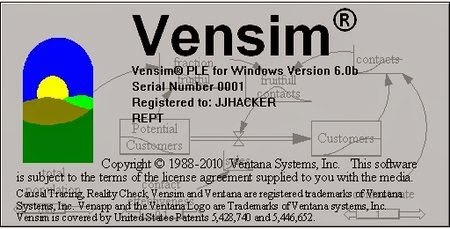 Vensim®
Vensim® PLE for Windows Version 6.0b
Serial Number 0001
Registered to: JJHACKER
REPT
fraction
fruitful
fruitful
contacts
contacts
Potential
Customers
Customers
total
contact
effectiveness
Copyright © 1988-2010 Ventana Systems, Inc. This software
is subject to the terms of the license agreement supplied to you with the media.
Causal Tracing, Reality Check, Vensim and Ventana are registered trademarks of Ventana
Systems, Inc. Venapp and the Ventana Logo are Trademarks of Ventana systems, Inc.
Vensim is covered by United States Patents 5,428,740 and 5,446,652.